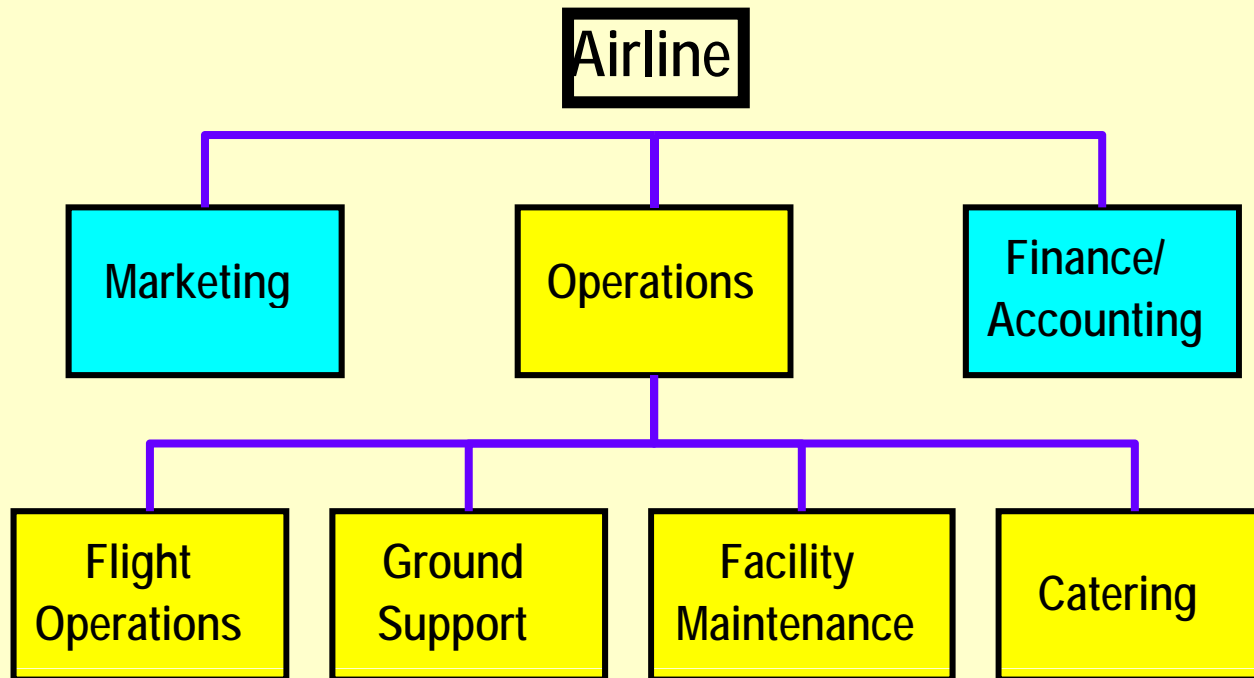 Airline
Marketing
Operations
Finance/
Accounting
Flight
Operations
Ground
Support
Facility
Maintenance
Catering